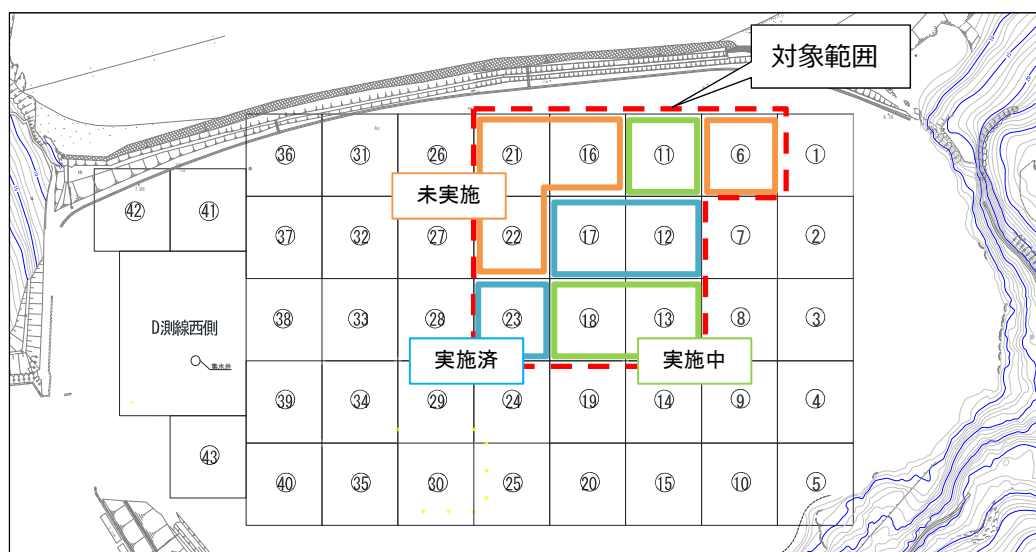 対象範囲
㊱ ㉛ ㉖ ㉑ ⑯ ⑪ ⑥ ①
未実施
㊷ ㊶
㊲ ㉜ ㉗ ㉒ ⑰ ⑫ ⑦ ②
D測線西側
㊳ ㉝ ㉘ ㉓ ⑱ ⑬ ⑧ ③
実施済
実施中
集水井
㊴ ㉞ ㉙ ㉔ ⑲ ⑭ ⑨ ④
㊸
㊵ ㉟ ㉚ ㉕ ⑳ ⑮ ⑩ ⑤